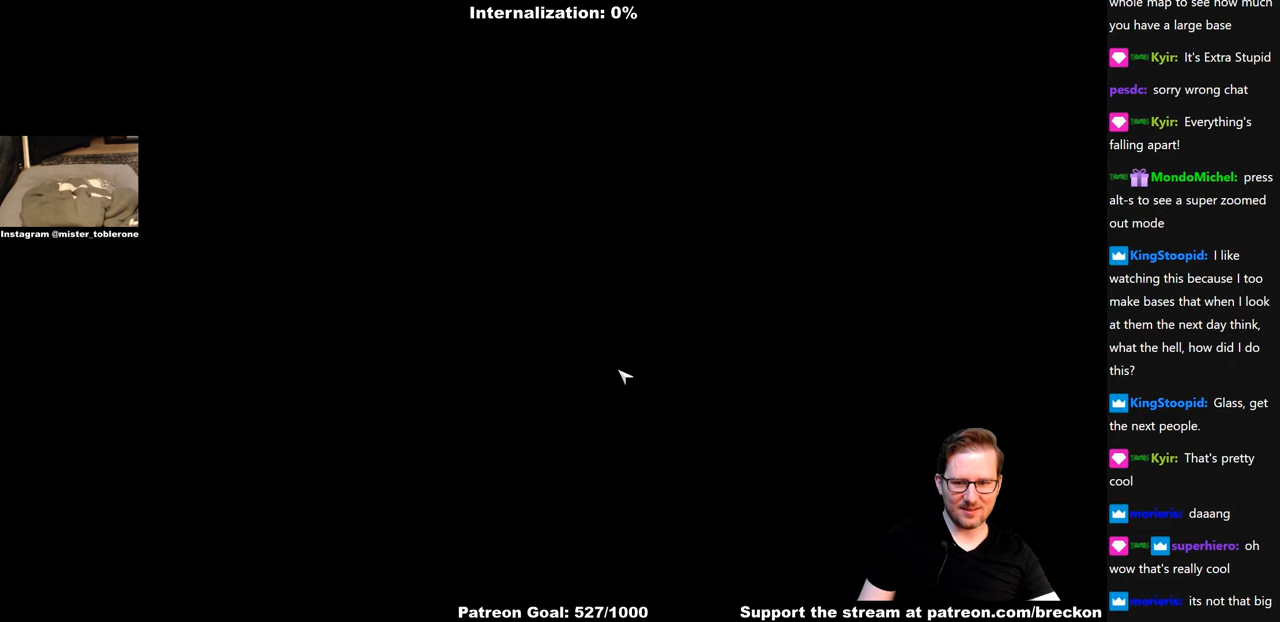 Internalization: 0%
Instagram @mister_toblerone
Patreon Goal: 527/1000
Support the stream at patreon.com/breckon
whole map to see how much
you have a large base
Kyir: It's Extra Stupid
pesdc: sorry wrong chat
Kyir: Everything's
falling apart!
MondoMichel: press
alt-s to see a super zoomed
out mode
KingStoopid: I like
watching this because I too
make bases that when I look
at them the next day think,
what the hell, how did I do
this?
KingStoopid: Glass, get
the next people.
Kyir: That's pretty
cool
morieris: daaang
superhiero: oh
wow that's really cool
morieris: its not that big